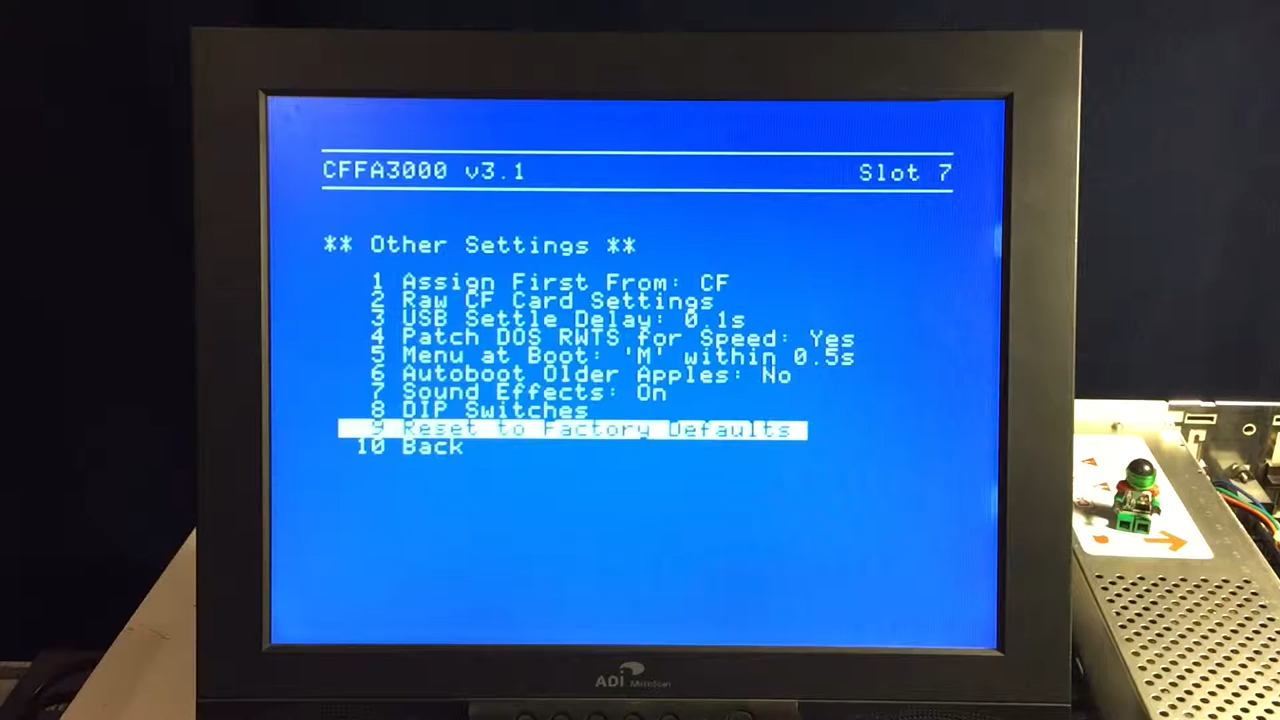 CFFA3000 v3.1 Slot 7
** Other Settings **
1 Assign First From: CF
2 Raw CF Card Settings
3 USB Settle Delay: 0.1s
4 Patch DOS RWTS for Speed: Yes
5 Menu at Boot: 'M' within 0.5s
6 Autoboot Older Apples: No
7 Sound Effects: On
8 DIP Switches
9 Reset to Factory Defaults
10 Back
ADi MicroScan